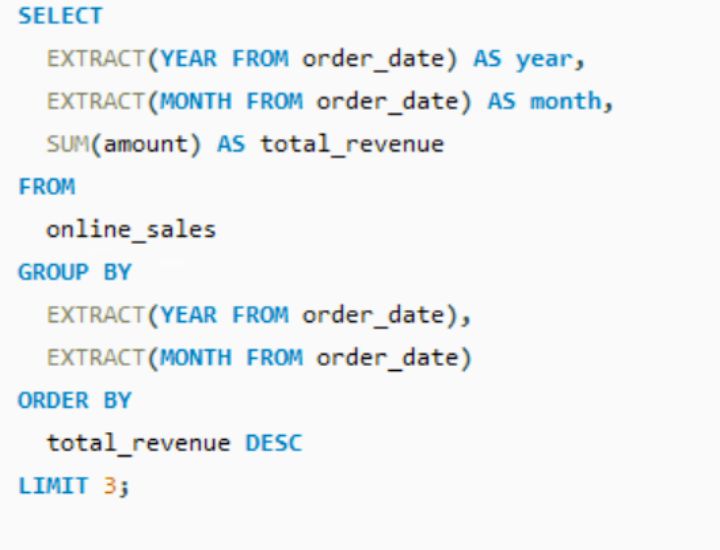 SELECT
EXTRACT(YEAR FROM order_date) AS year,
EXTRACT(MONTH FROM order_date) AS month,
SUM(amount) AS total_revenue
FROM
online_sales
GROUP BY
EXTRACT(YEAR FROM order_date),
EXTRACT(MONTH FROM order_date)
ORDER BY
total_revenue DESC
LIMIT 3;